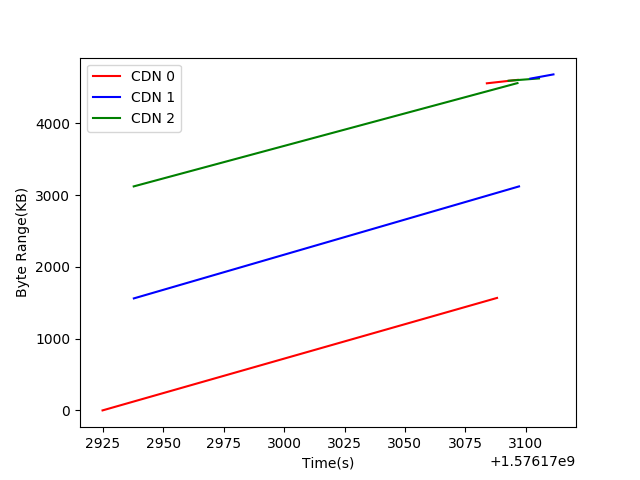 CDN 0
CDN 1
CDN 2
Byte Range(KB)
4000
3000
2000
1000
0
2925 2950 2975 3000 3025 3050 3075 3100
Time(s)
+1.57617e9